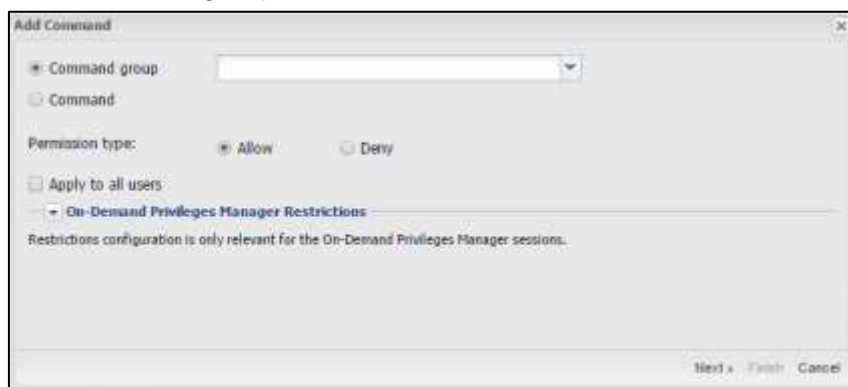 Add Command
Command group
Command
Permission type: Allow Deny
Apply to all users
On-Demand Privileges Manager Restrictions
Restrictions configuration is only relevant for the On-Demand Privileges Manager sessions.
Next » Finish Cancel